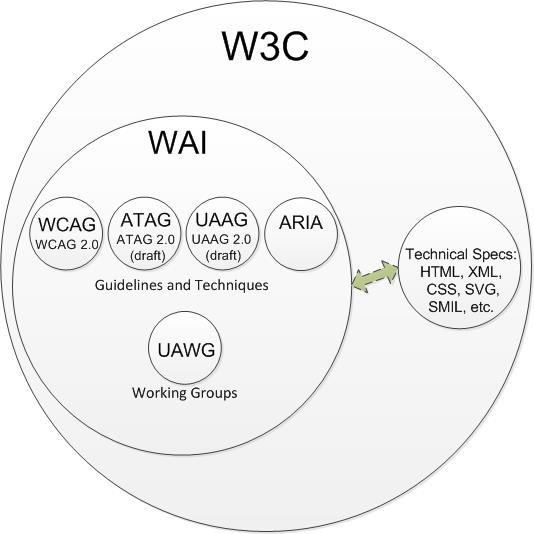 W3C
WAI
WCAG
WCAG 2.0
ATAG
ATAG 2.0
(draft)
UAAG
UAAG 2.0
(draft)
ARIA
Guidelines and Techniques
UAWG
Working Groups
Technical Specs:
HTML, XML,
CSS, SVG,
SMIL, etc.